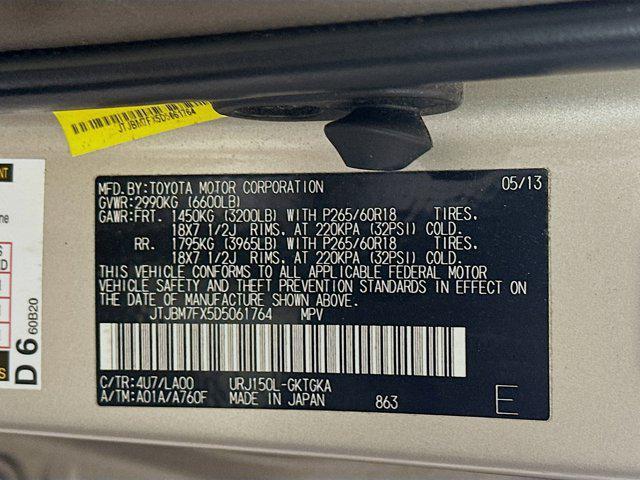 JTJBM7FX5D5061764
MFD.BY:TOYOTA MOTOR CORPORATION 05/13
GVWR:2990KG (6600LB)
GAWR:FRT. 1450KG (3200LB) WITH P265/60R18 TIRES,
18X7 1/2J RIMS, AT 220KPA (32PSI) COLD.
RR. 1795KG (3965LB) WITH P265/60R18 TIRES,
18X7 1/2J RIMS, AT 220KPA (32PSI) COLD.
THIS VEHICLE CONFORMS TO ALL APPLICABLE FEDERAL MOTOR
VEHICLE SAFETY AND THEFT PREVENTION STANDARDS IN EFFECT ON
THE DATE OF MANUFACTURE SHOWN ABOVE.
JTJBM7FX5D5061764 MPV
C/TR:4U7/LA00 URJ150L-GKTGKA
A/TM:A01A/A760F MADE IN JAPAN 863 E
D 6 60B20